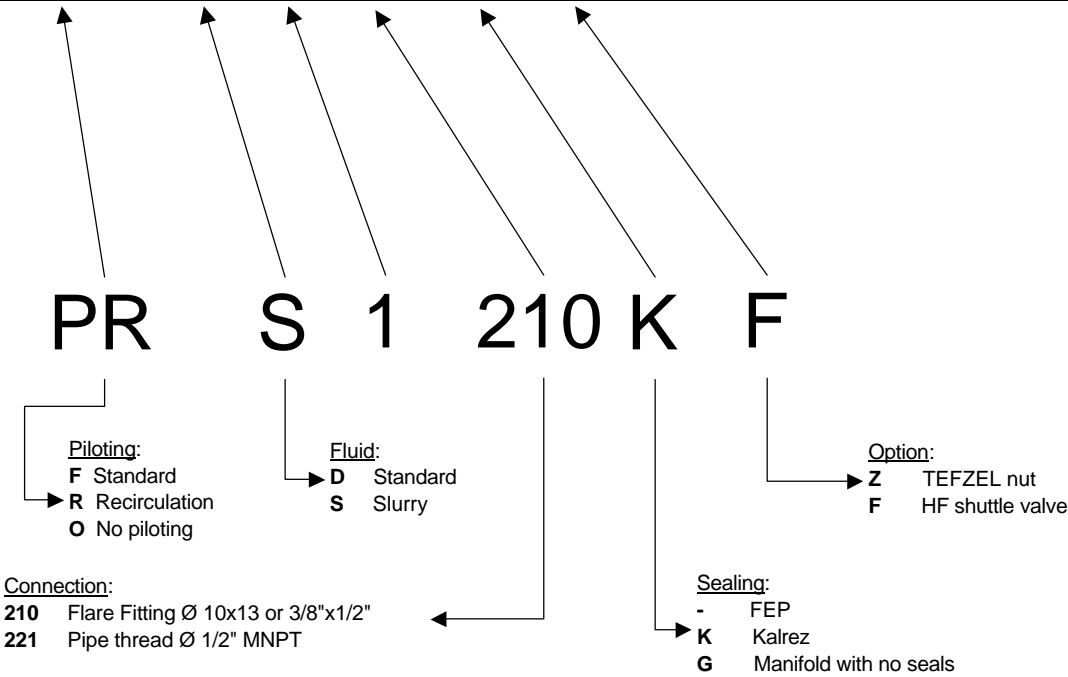 PR S 1 210 K F
Piloting:
F Standard
R Recirculation
O No piloting
Fluid:
D Standard
S Slurry
Option:
Z TEFZEL nut
F HF shuttle valve
Connection:
210 Flare Fitting Ø 10x13 or 3/8"x1/2"
221 Pipe thread Ø 1/2" MNPT
Sealing:
- FEP
K Kalrez
G Manifold with no seals